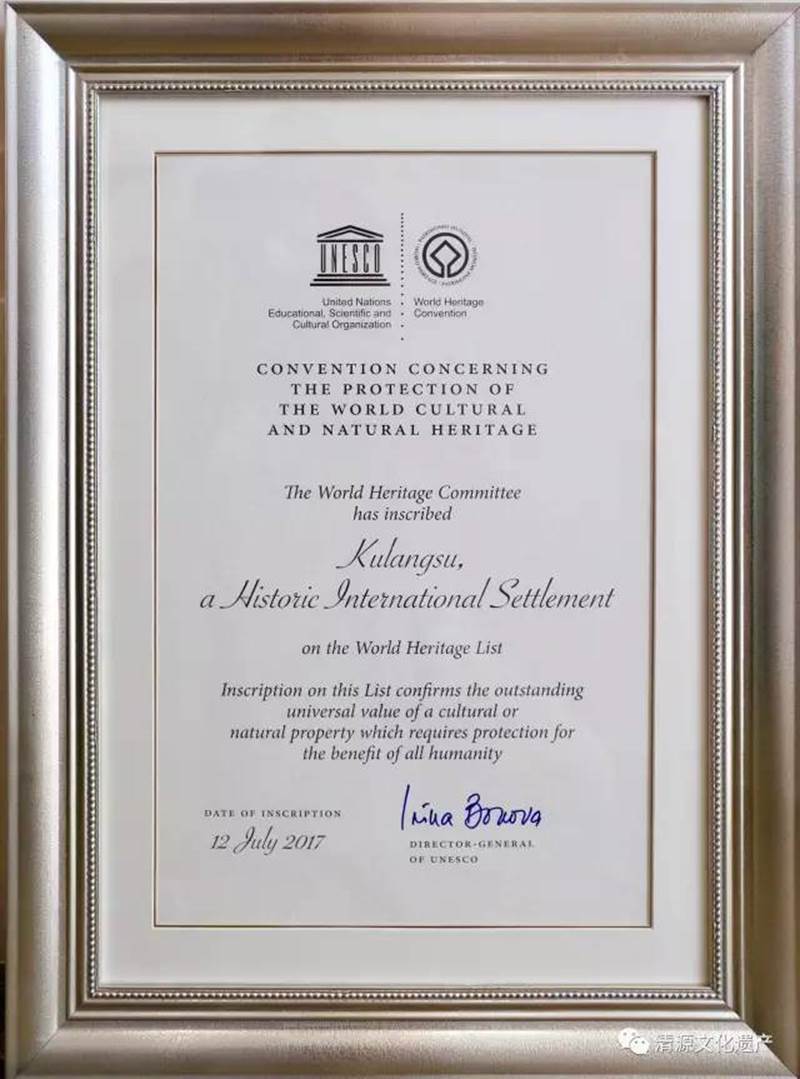 UNESCO
United Nations
Educational, Scientific and
Cultural Organization
World Heritage
Convention
CONVENTION CONCERNING
THE PROTECTION OF
THE WORLD CULTURAL
AND NATURAL HERITAGE
The World Heritage Committee
has inscribed
Kulangsu,
a Historic International Settlement
on the World Heritage List
Inscription on this List confirms the outstanding
universal value of a cultural or
natural property which requires protection for
the benefit of all humanity
DATE OF INSCRIPTION
12 July 2017
Irina Bokova
DIRECTOR-GENERAL
OF UNESCO
清源文化遗产